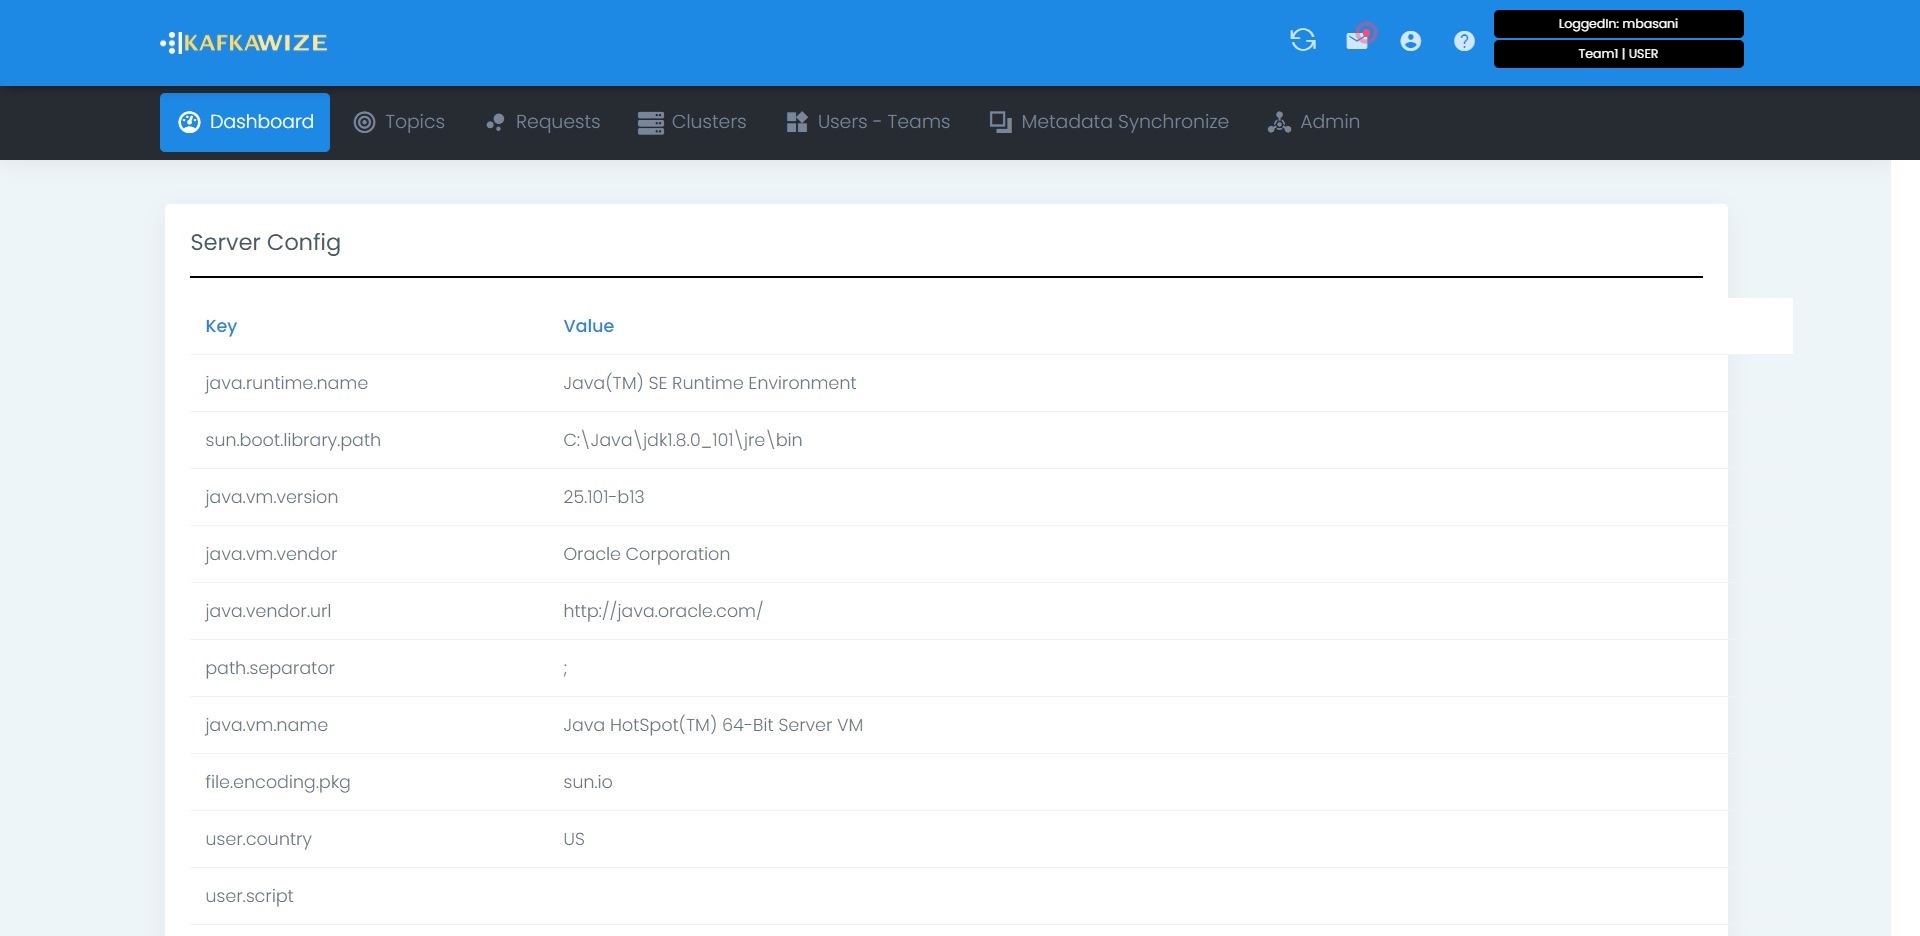 KAFKAWIZE
LoggedIn: mbasani
Team1 | USER
Dashboard Topics Requests Clusters Users - Teams Metadata Synchronize Admin
Server Config
Key Value
java.runtime.name Java(TM) SE Runtime Environment
sun.boot.library.path C:\Java\jdk1.8.0_101\jre\bin
java.vm.version 25.101-b13
java.vm.vendor Oracle Corporation
java.vendor.url http://java.oracle.com/
path.separator ;
java.vm.name Java HotSpot(TM) 64-Bit Server VM
file.encoding.pkg sun.io
user.country US
user.script